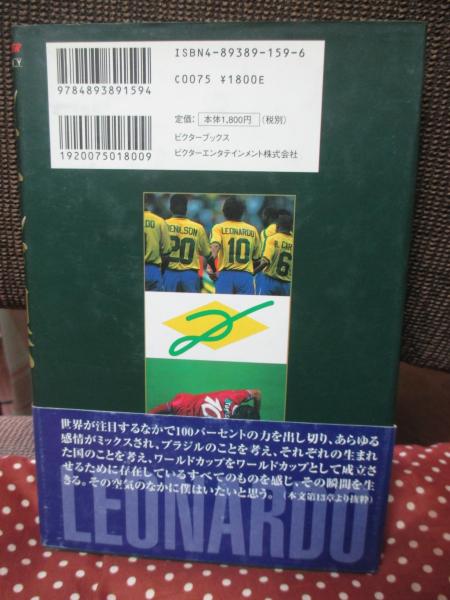 ISBN4-89389-159-6
C0075 ¥1800E
9784893891594
定価： 本体1,800円 （税別）
ビクターブックス
1920075018009
ビクターエンタテインメント株式会社
DENILSON
LEONARDO
20
10
6
世界が注目するなかで100パーセントの力を出し切り、あらゆる
感情がミックスされ、ブラジルのことを考え、それぞれの生まれ
た国のことを考え、ワールドカップをワールドカップとして成立さ
せるために存在しているすべてのものを感じ、その瞬間を生
きる。その空気のなかに僕はいたいと思う。（本文第13章より抜粋）
LEONARDO